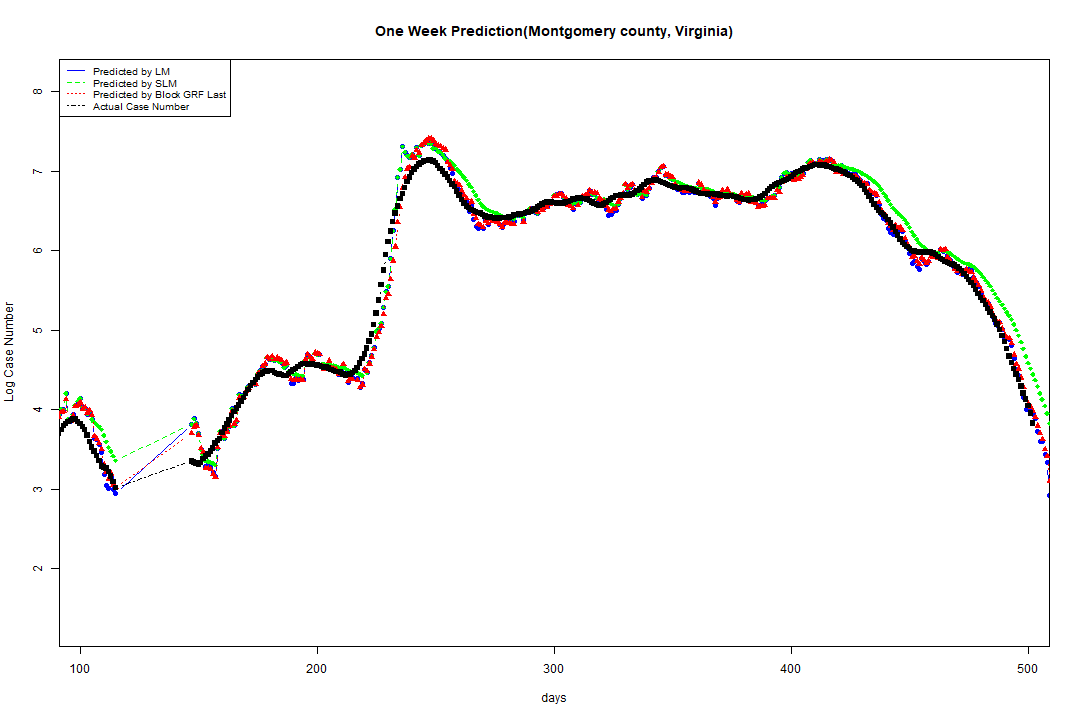 One Week Prediction(Montgomery county, Virginia)
Predicted by LM
Predicted by SLM
Predicted by Block GRF Last
Actual Case Number
8
7
6
5
4
3
2
Log Case Number
100 200 300 400 500
days